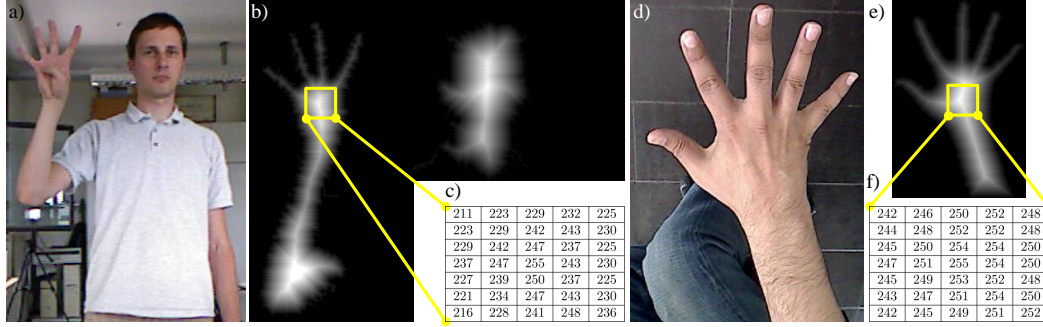 a)
b)
c)
211 223 229 232 225
223 229 242 243 230
229 242 247 237 225
237 247 255 243 230
227 239 250 237 225
221 234 247 243 230
216 228 241 248 236
d)
e)
f)
242 246 250 252 248
244 248 252 252 248
245 250 254 254 250
247 251 255 254 250
245 249 253 252 248
243 247 251 254 250
242 245 249 251 252